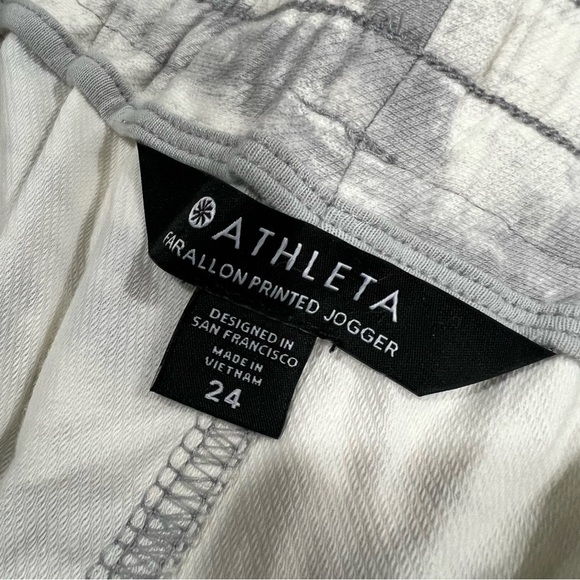 ATHLETA
FARALLON PRINTED JOGGER
DESIGNED IN
SAN FRANCISCO
MADE IN
VIETNAM
24